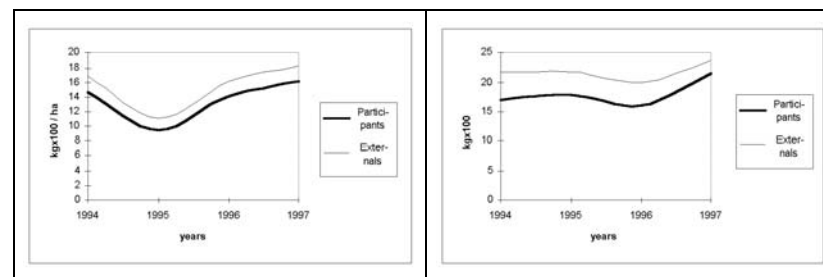 20
18
16
14
12
10
8
6
4
2
0
kgx100 / ha
1994 1995 1996 1997
years
Partici-
pants
Exter-
nals
25
20
15
10
5
0
kgx100
1994 1995 1996 1997
years
Partici-
pants
Exter-
nals